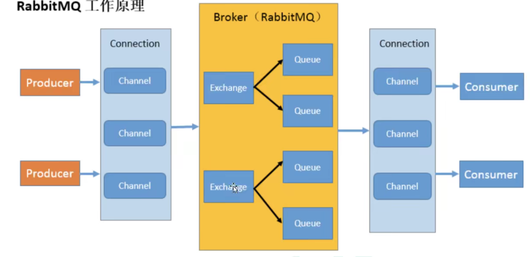 RabbitMQ 工作原理
Broker（RabbitMQ）
Connection
Connection
Producer
Channel
Channel
Channel
Producer
Exchange
Queue
Queue
Exchange
Queue
Queue
Channel
Channel
Channel
Consumer
Consumer